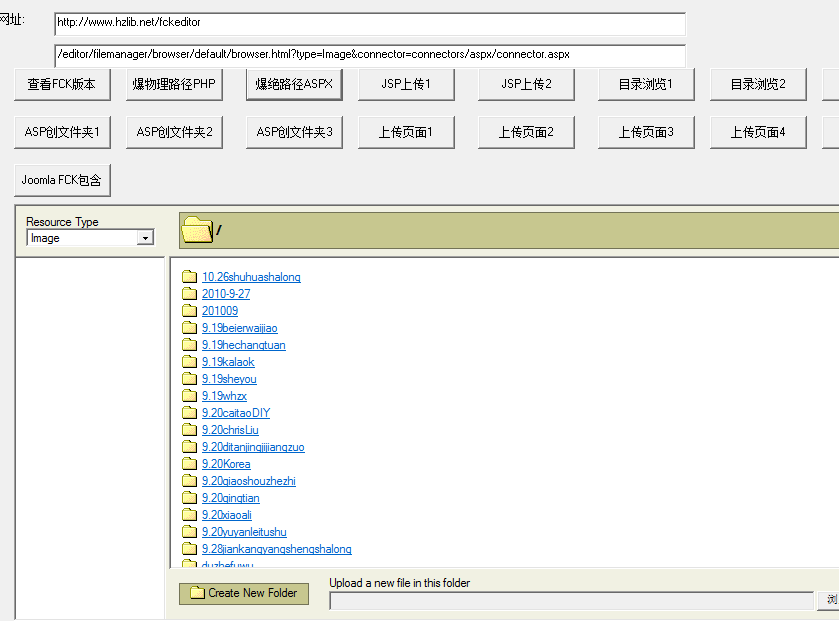 网址: http://www.hzlib.net/fckeditor
/editor/filemanager/browser/default/browser.html?type=Image&connector=connectors/aspx/connector.aspx
查看FCK版本 爆物理路径PHP 爆绝路径ASPX JSP上传1 JSP上传2 目录浏览1 目录浏览2
ASP创文件夹1 ASP创文件夹2 ASP创文件夹3 上传页面1 上传页面2 上传页面3 上传页面4
Joomla FCK包含
Resource Type
Image
/
10.26shuhuashalong
2010-9-27
201009
9.19beierwaijiao
9.19hechangtuan
9.19kalaok
9.19sheyou
9.19whzx
9.20caitaoDIY
9.20chrisLiu
9.20ditanjingjijiangzuo
9.20Korea
9.20qiaoshouzhezhi
9.20qingtian
9.20xiaoali
9.20yuyanleitushu
9.28jiankangyangshengshalong
duzhefuwu
Create New Folder
Upload a new file in this folder
浏